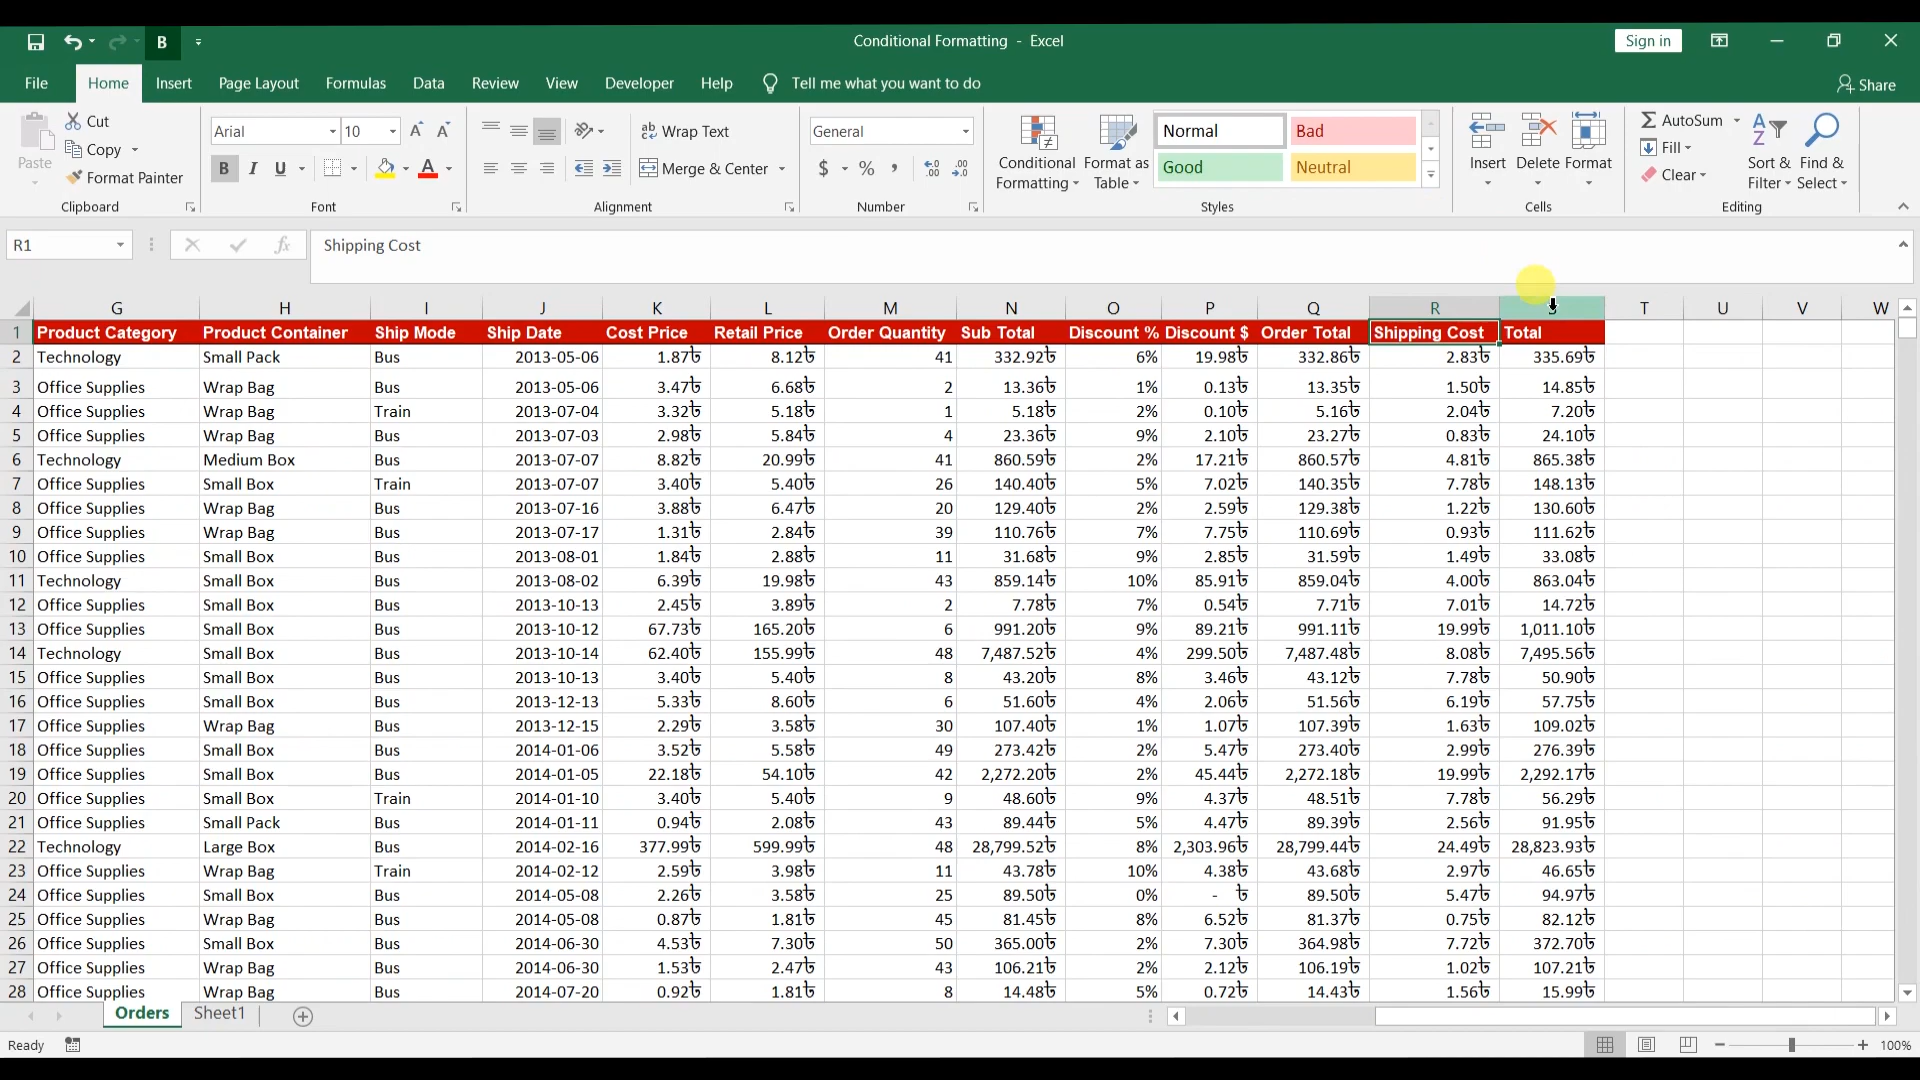 B
Conditional Formatting - Excel
Sign in
File Home Insert Page Layout Formulas Data Review View Developer Help Tell me what you want to do Share
Paste Cut Copy Format Painter Clipboard
Arial 10 B I U Font
Wrap Text Merge & Center Alignment
General $ % Number
Conditional Formatting Format as Table Normal Bad Good Neutral Styles
Insert Delete Format Cells
AutoSum Fill Clear Sort & Filter Find & Select Editing
R1 fx Shipping Cost
G H I J K L M N O P Q R S T U V W
1 Product Category Product Container Ship Mode Ship Date Cost Price Retail Price Order Quantity Sub Total Discount % Discount $ Order Total Shipping Cost Total
2 Technology Small Pack Bus 2013-05-06 1.87৳ 8.12৳ 41 332.92৳ 6% 19.98৳ 332.86৳ 2.83৳ 335.69৳
3 Office Supplies Wrap Bag Bus 2013-05-06 3.47৳ 6.68৳ 2 13.36৳ 1% 0.13৳ 13.35৳ 1.50৳ 14.85৳
4 Office Supplies Wrap Bag Train 2013-07-04 3.32৳ 5.18৳ 1 5.18৳ 2% 0.10৳ 5.16৳ 2.04৳ 7.20৳
5 Office Supplies Wrap Bag Bus 2013-07-03 2.98৳ 5.84৳ 4 23.36৳ 9% 2.10৳ 23.27৳ 0.83৳ 24.10৳
6 Technology Medium Box Bus 2013-07-07 8.82৳ 20.99৳ 41 860.59৳ 2% 17.21৳ 860.57৳ 4.81৳ 865.38৳
7 Office Supplies Small Box Train 2013-07-07 3.40৳ 5.40৳ 26 140.40৳ 5% 7.02৳ 140.35৳ 7.78৳ 148.13৳
8 Office Supplies Wrap Bag Bus 2013-07-16 3.88৳ 6.47৳ 20 129.40৳ 2% 2.59৳ 129.38৳ 1.22৳ 130.60৳
9 Office Supplies Wrap Bag Bus 2013-07-17 1.31৳ 2.84৳ 39 110.76৳ 7% 7.75৳ 110.69৳ 0.93৳ 111.62৳
10 Office Supplies Small Box Bus 2013-08-01 1.84৳ 2.88৳ 11 31.68৳ 9% 2.85৳ 31.59৳ 1.49৳ 33.08৳
11 Technology Small Box Bus 2013-08-02 6.39৳ 19.98৳ 43 859.14৳ 10% 85.91৳ 859.04৳ 4.00৳ 863.04৳
12 Office Supplies Small Box Bus 2013-10-13 2.45৳ 3.89৳ 2 7.78৳ 7% 0.54৳ 7.71৳ 7.01৳ 14.72৳
13 Office Supplies Small Box Bus 2013-10-12 67.73৳ 165.20৳ 6 991.20৳ 9% 89.21৳ 991.11৳ 19.99৳ 1,011.10৳
14 Technology Small Box Bus 2013-10-14 62.40৳ 155.99৳ 48 7,487.52৳ 4% 299.50৳ 7,487.48৳ 8.08৳ 7,495.56৳
15 Office Supplies Small Box Bus 2013-10-13 3.40৳ 5.40৳ 8 43.20৳ 8% 3.46৳ 43.12৳ 7.78৳ 50.90৳
16 Office Supplies Small Box Bus 2013-12-13 5.33৳ 8.60৳ 6 51.60৳ 4% 2.06৳ 51.56৳ 6.19৳ 57.75৳
17 Office Supplies Wrap Bag Bus 2013-12-15 2.29৳ 3.58৳ 30 107.40৳ 1% 1.07৳ 107.39৳ 1.63৳ 109.02৳
18 Office Supplies Small Box Bus 2014-01-06 3.52৳ 5.58৳ 49 273.42৳ 2% 5.47৳ 273.40৳ 2.99৳ 276.39৳
19 Office Supplies Small Box Bus 2014-01-05 22.18৳ 54.10৳ 42 2,272.20৳ 2% 45.44৳ 2,272.18৳ 19.99৳ 2,292.17৳
20 Office Supplies Small Box Train 2014-01-10 3.40৳ 5.40৳ 9 48.60৳ 9% 4.37৳ 48.51৳ 7.78৳ 56.29৳
21 Office Supplies Small Pack Bus 2014-01-11 0.94৳ 2.08৳ 43 89.44৳ 5% 4.47৳ 89.39৳ 2.56৳ 91.95৳
22 Technology Large Box Bus 2014-02-16 377.99৳ 599.99৳ 48 28,799.52৳ 8% 2,303.96৳ 28,799.44৳ 24.49৳ 28,823.93৳
23 Office Supplies Wrap Bag Train 2014-02-12 2.59৳ 3.98৳ 11 43.78৳ 10% 4.38৳ 43.68৳ 2.97৳ 46.65৳
24 Office Supplies Small Box Bus 2014-05-08 2.26৳ 3.58৳ 25 89.50৳ 0% - ৳ 89.50৳ 5.47৳ 94.97৳
25 Office Supplies Wrap Bag Bus 2014-05-08 0.87৳ 1.81৳ 45 81.45৳ 8% 6.52৳ 81.37৳ 0.75৳ 82.12৳
26 Office Supplies Small Box Bus 2014-06-30 4.53৳ 7.30৳ 50 365.00৳ 2% 7.30৳ 364.98৳ 7.72৳ 372.70৳
27 Office Supplies Wrap Bag Bus 2014-06-30 1.53৳ 2.47৳ 43 106.21৳ 2% 2.12৳ 106.19৳ 1.02৳ 107.21৳
28 Office Supplies Wrap Bag Bus 2014-07-20 0.92৳ 1.81৳ 8 14.48৳ 5% 0.72৳ 14.43৳ 1.56৳ 15.99৳
Orders Sheet1
Ready 100%